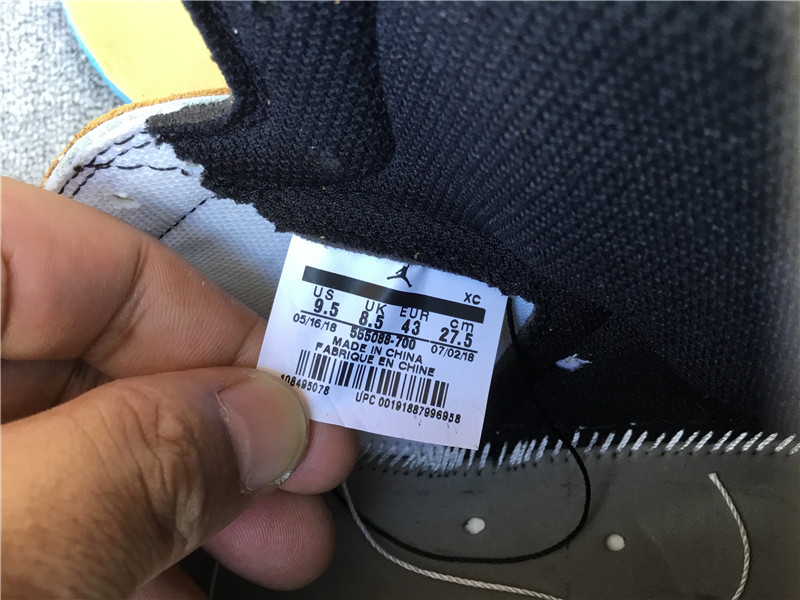 XC
US UK EUR cm
9.5 8.5 43 27.5
05/16/18 555088-700 07/02/18
MADE IN CHINA
FABRIQUE EN CHINE
108495078 UPC 00191887996958